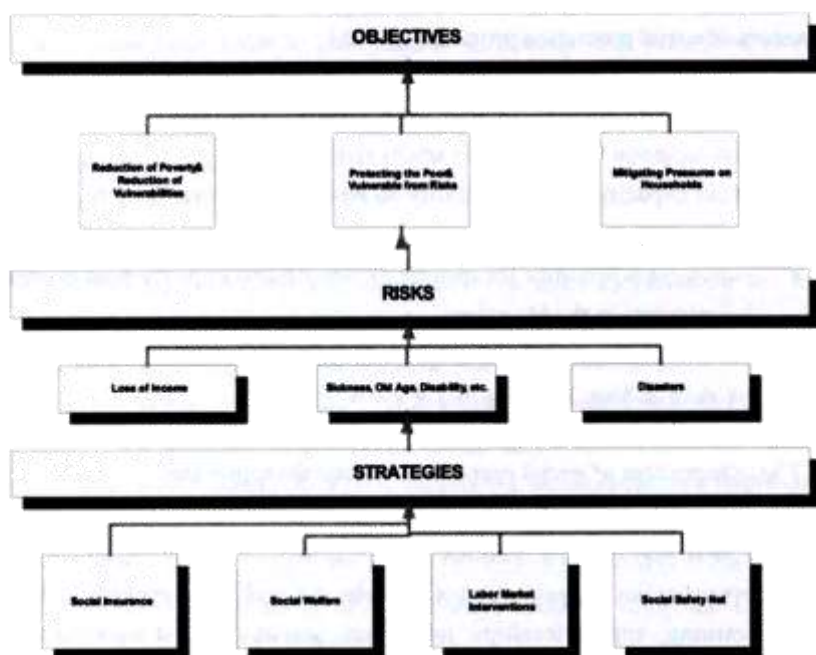 OBJECTIVES
Reduction of Poverty&
Reduction of
Vulnerabilities
Protecting the Poor&
Vulnerable from Risks
Mitigating Pressures on
Households
RISKS
Loss of Income
Sickness, Old Age, Disability, etc.
Disasters
STRATEGIES
Social Insurance
Social Welfare
Labor Market
Interventions
Social Safety Net